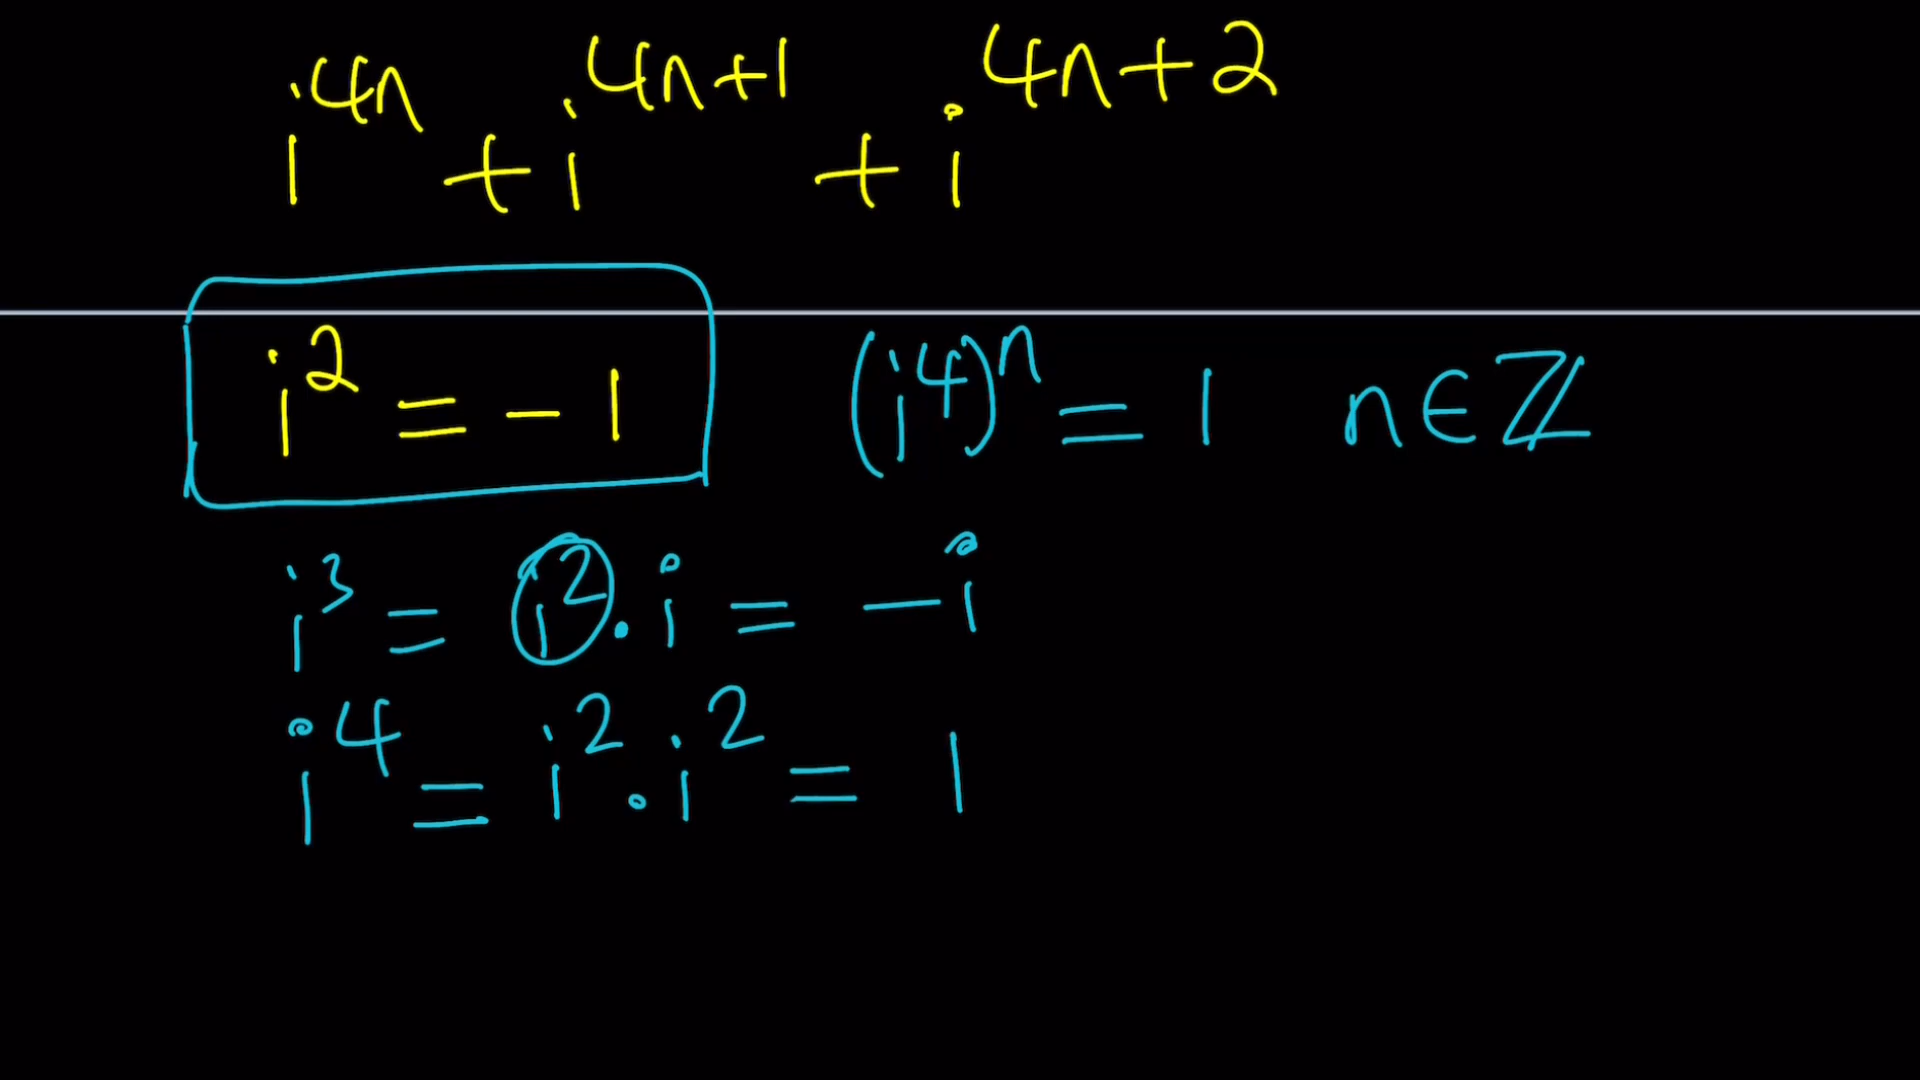 i^{4n} + i^{4n+1} + i^{4n+2}
i^2 = -1 (i^4)^n = 1 n∈ℤ
i^3 = i^2 · i = -i
i^4 = i^2 · i^2 = 1